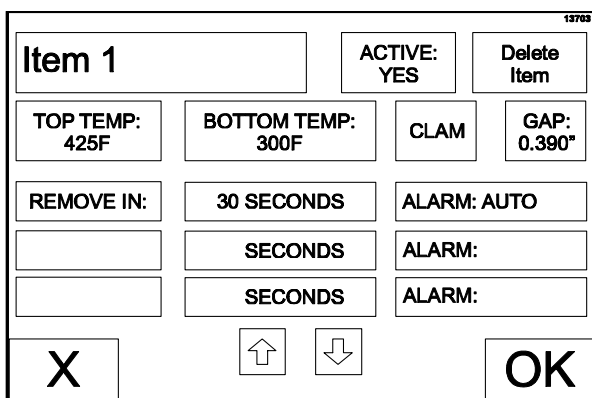 13703
Item 1
ACTIVE:
YES
Delete
Item
TOP TEMP:
425F
BOTTOM TEMP:
300F
CLAM
GAP:
0.390"
REMOVE IN:
30 SECONDS
ALARM: AUTO
SECONDS
ALARM:
SECONDS
ALARM:
X
OK